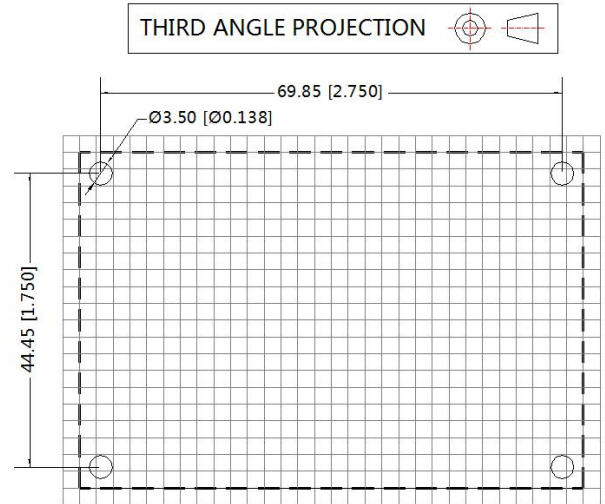 THIRD ANGLE PROJECTION
69.85 [2.750]
Ø3.50 [Ø0.138]
44.45 [1.750]